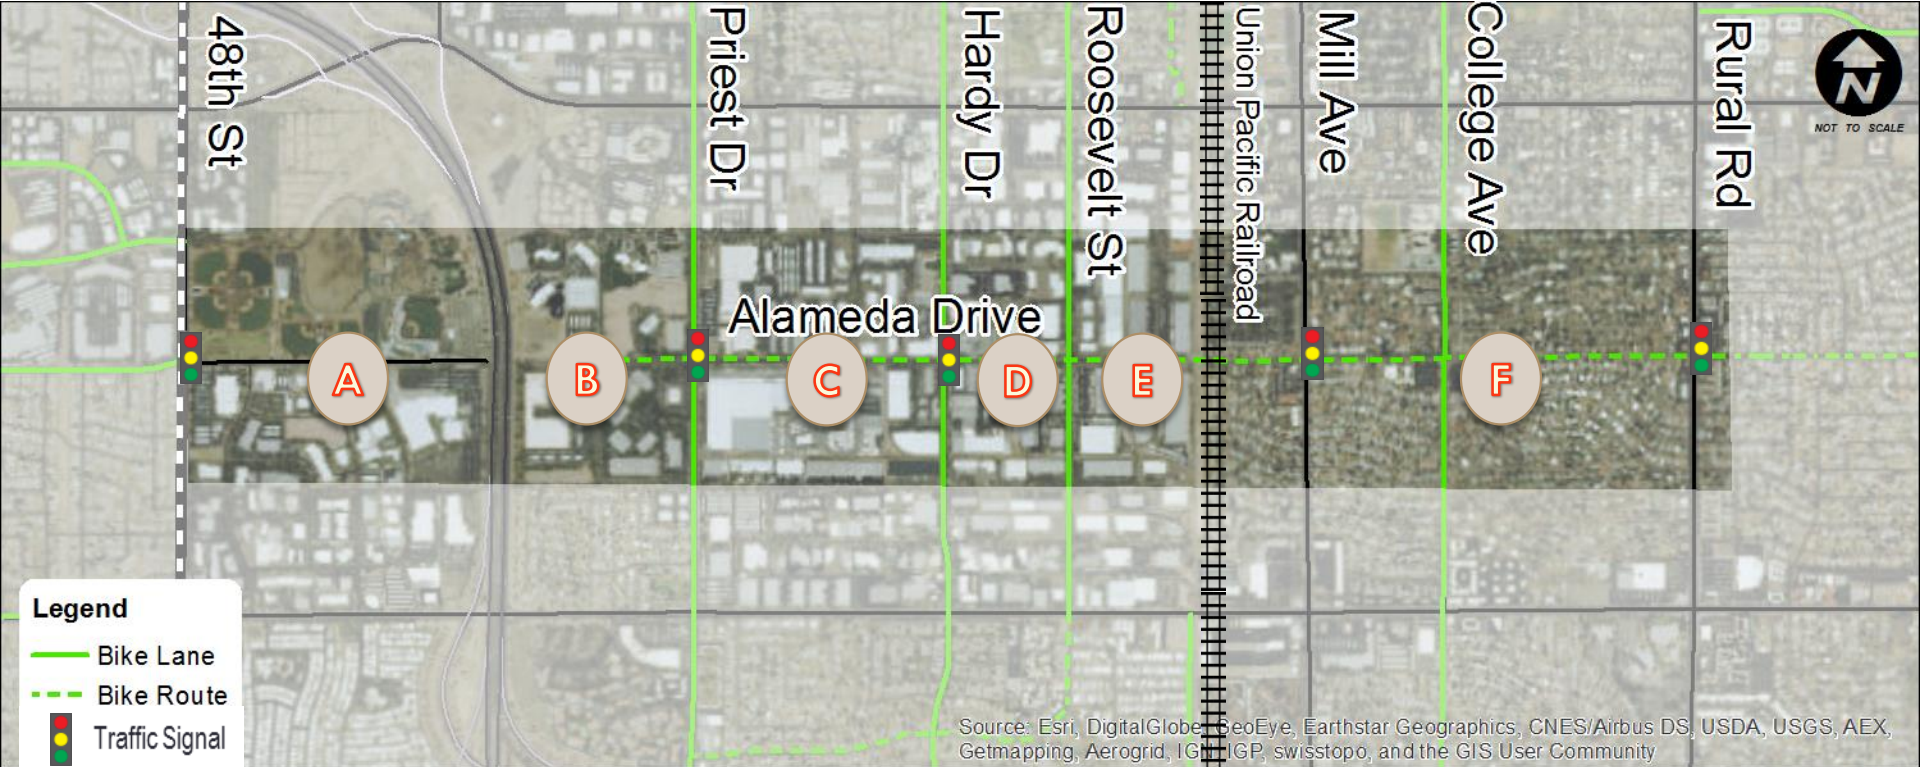 48th St
Priest Dr
Hardy Dr
Roosevelt St
Union Pacific Railroad
Mill Ave
College Ave
Rural Rd
N
NOT TO SCALE
Alameda Drive
A
B
C
D
E
F
Legend
Bike Lane
Bike Route
Traffic Signal
Source: Esri, DigitalGlobe, GeoEye, Earthstar Geographics, CNES/Airbus DS, USDA, USGS, AEX,
Getmapping, Aerogrid, IGN, IGP, swisstopo, and the GIS User Community